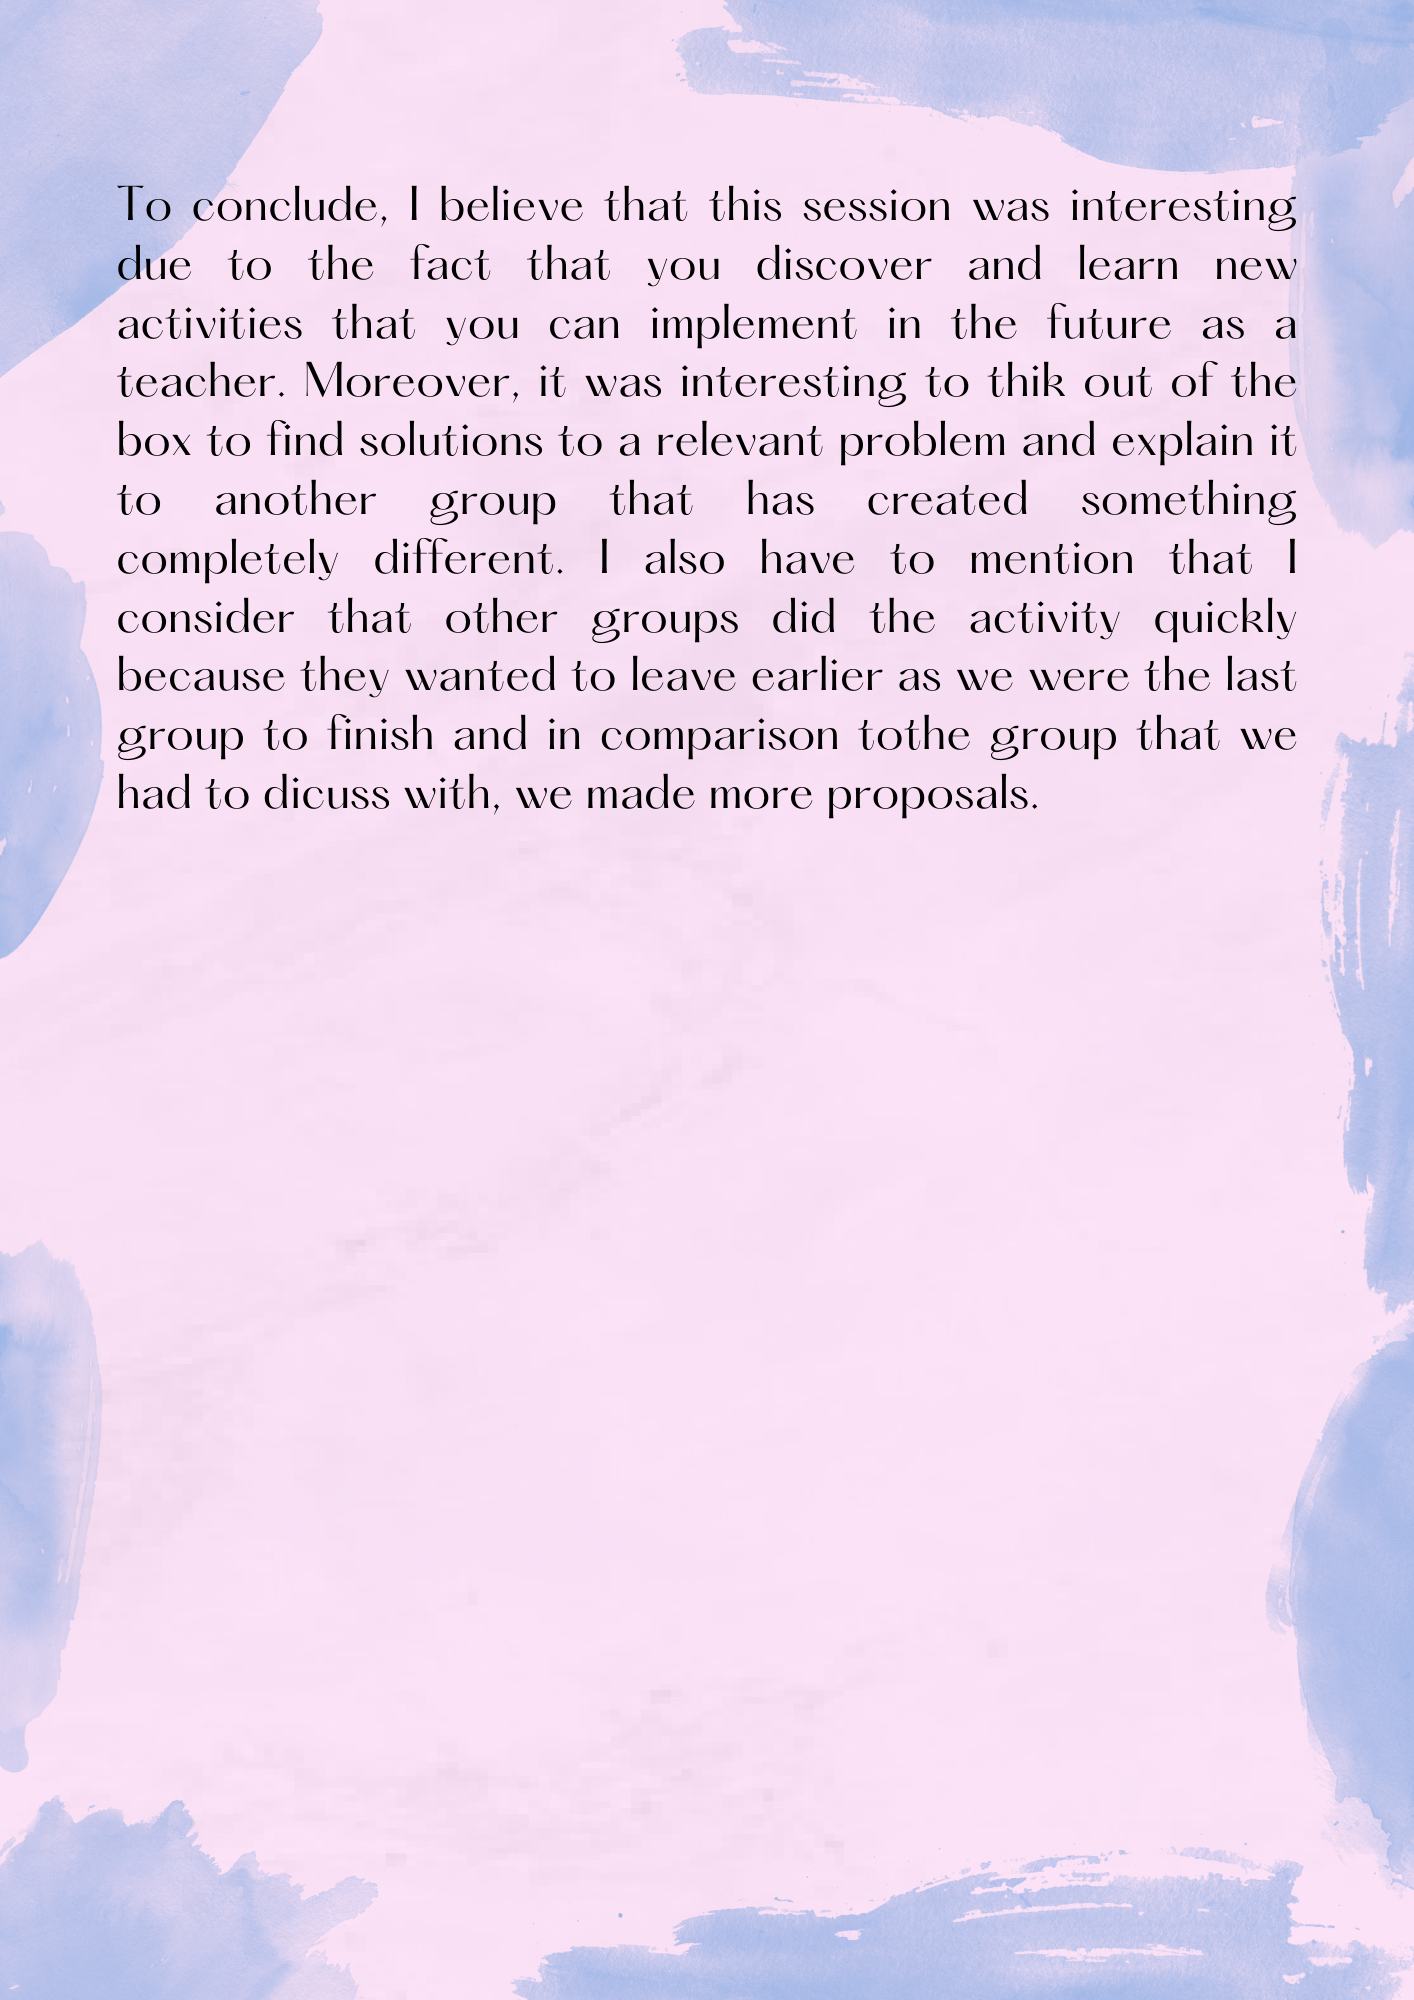 To conclude, I believe that this session was interesting
due to the fact that you discover and learn new
activities that you can implement in the future as a
teacher. Moreover, it was interesting to thik out of the
box to find solutions to a relevant problem and explain it
to another group that has created something
completely different. I also have to mention that I
consider that other groups did the activity quickly
because they wanted to leave earlier as we were the last
group to finish and in comparison tothe group that we
had to dicuss with, we made more proposals.